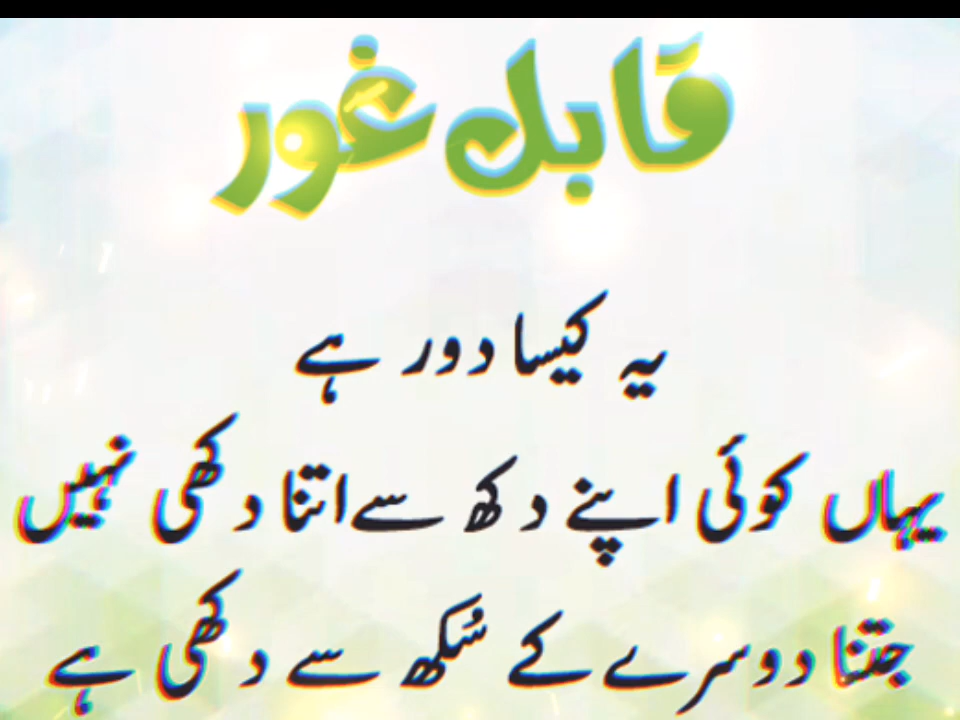 قابل غور
یہ کیسا دور ہے
یہاں کوئی اپنے دکھ سے اتنا دکھی نہیں
جتنا دوسرے کے سُکھ سے دکھی ہے